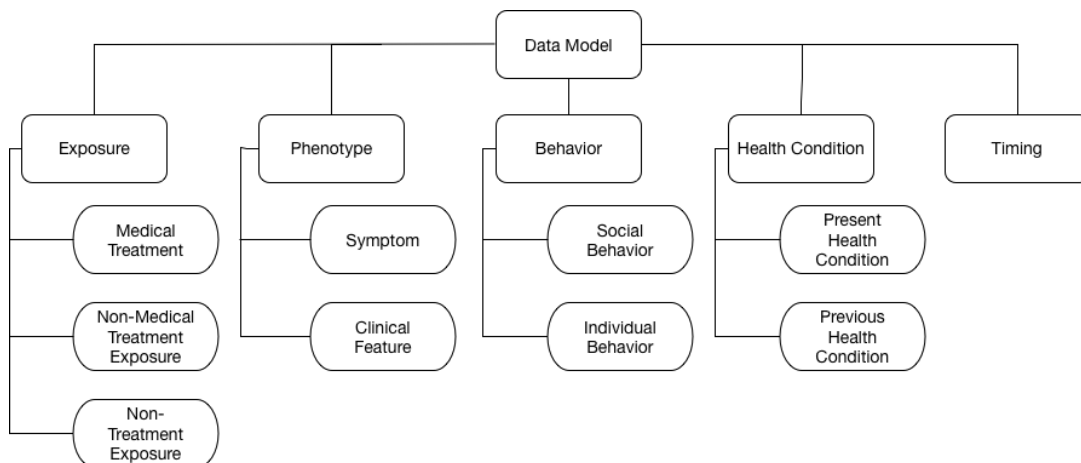 Data Model
Exposure
Phenotype
Behavior
Health Condition
Timing
Medical
Treatment
Symptom
Social
Behavior
Present
Health
Condition
Non-Medical
Treatment
Exposure
Clinical
Feature
Individual
Behavior
Previous
Health
Condition
Non-
Treatment
Exposure